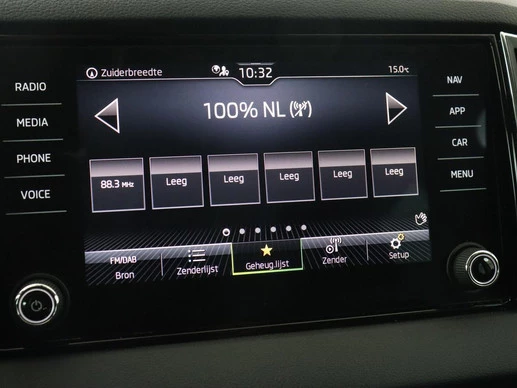 Zuiderbreedte 10:32 15.0°C
RADIO
MEDIA
PHONE
VOICE
100% NL
88.3 MHz Leeg Leeg Leeg Leeg Leeg
FM/DAB
Bron
Zenderlijst
Geheug.lijst
Zender
Setup
NAV
APP
CAR
MENU